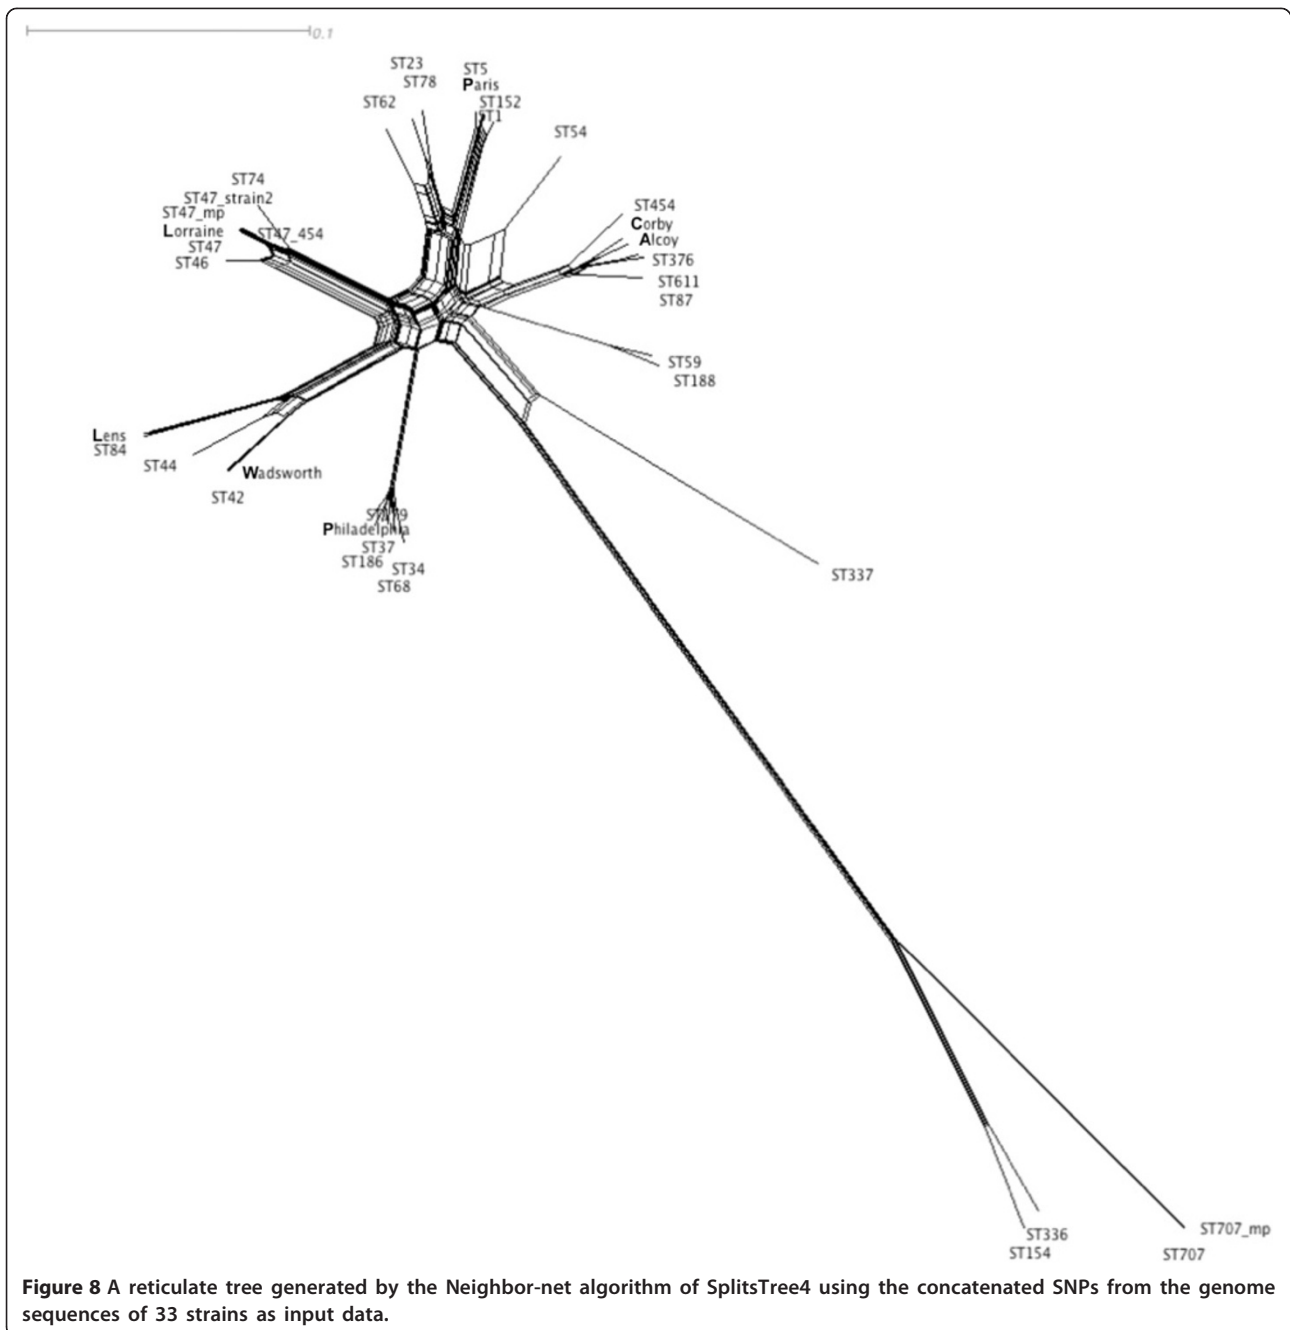 0.1
ST23
ST5
ST78
Paris
ST62
ST152
ST1
ST54
ST74
ST47_strain2
ST47_mp
Lorraine
ST47_454
ST47
ST46
ST454
Corby
Alcoy
ST376
ST611
ST87
ST59
ST188
Lens
ST84
ST44
Wadsworth
ST42
Philadelphia
ST37
ST186
ST34
ST68
ST337
ST707_mp
ST336
ST154
ST707
Figure 8 A reticulate tree generated by the Neighbor-net algorithm of SplitsTree4 using the concatenated SNPs from the genome
sequences of 33 strains as input data.